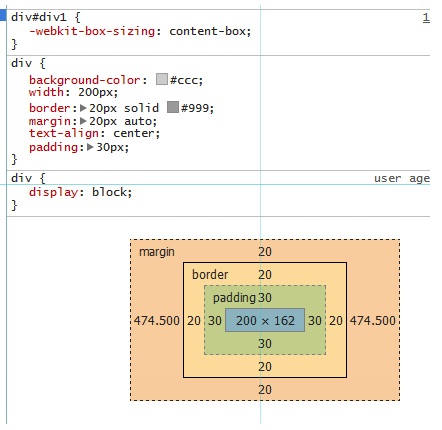 div#div1 {
1
-webkit-box-sizing: content-box;
}
div {
background-color: #ccc;
width: 200px;
border: 20px solid #999;
margin: 20px auto;
text-align: center;
padding: 30px;
}
div {
user age
display: block;
}
margin 20
border 20
padding 30
474.500 20 30 200 × 162 30 20 474.500
30
20
20